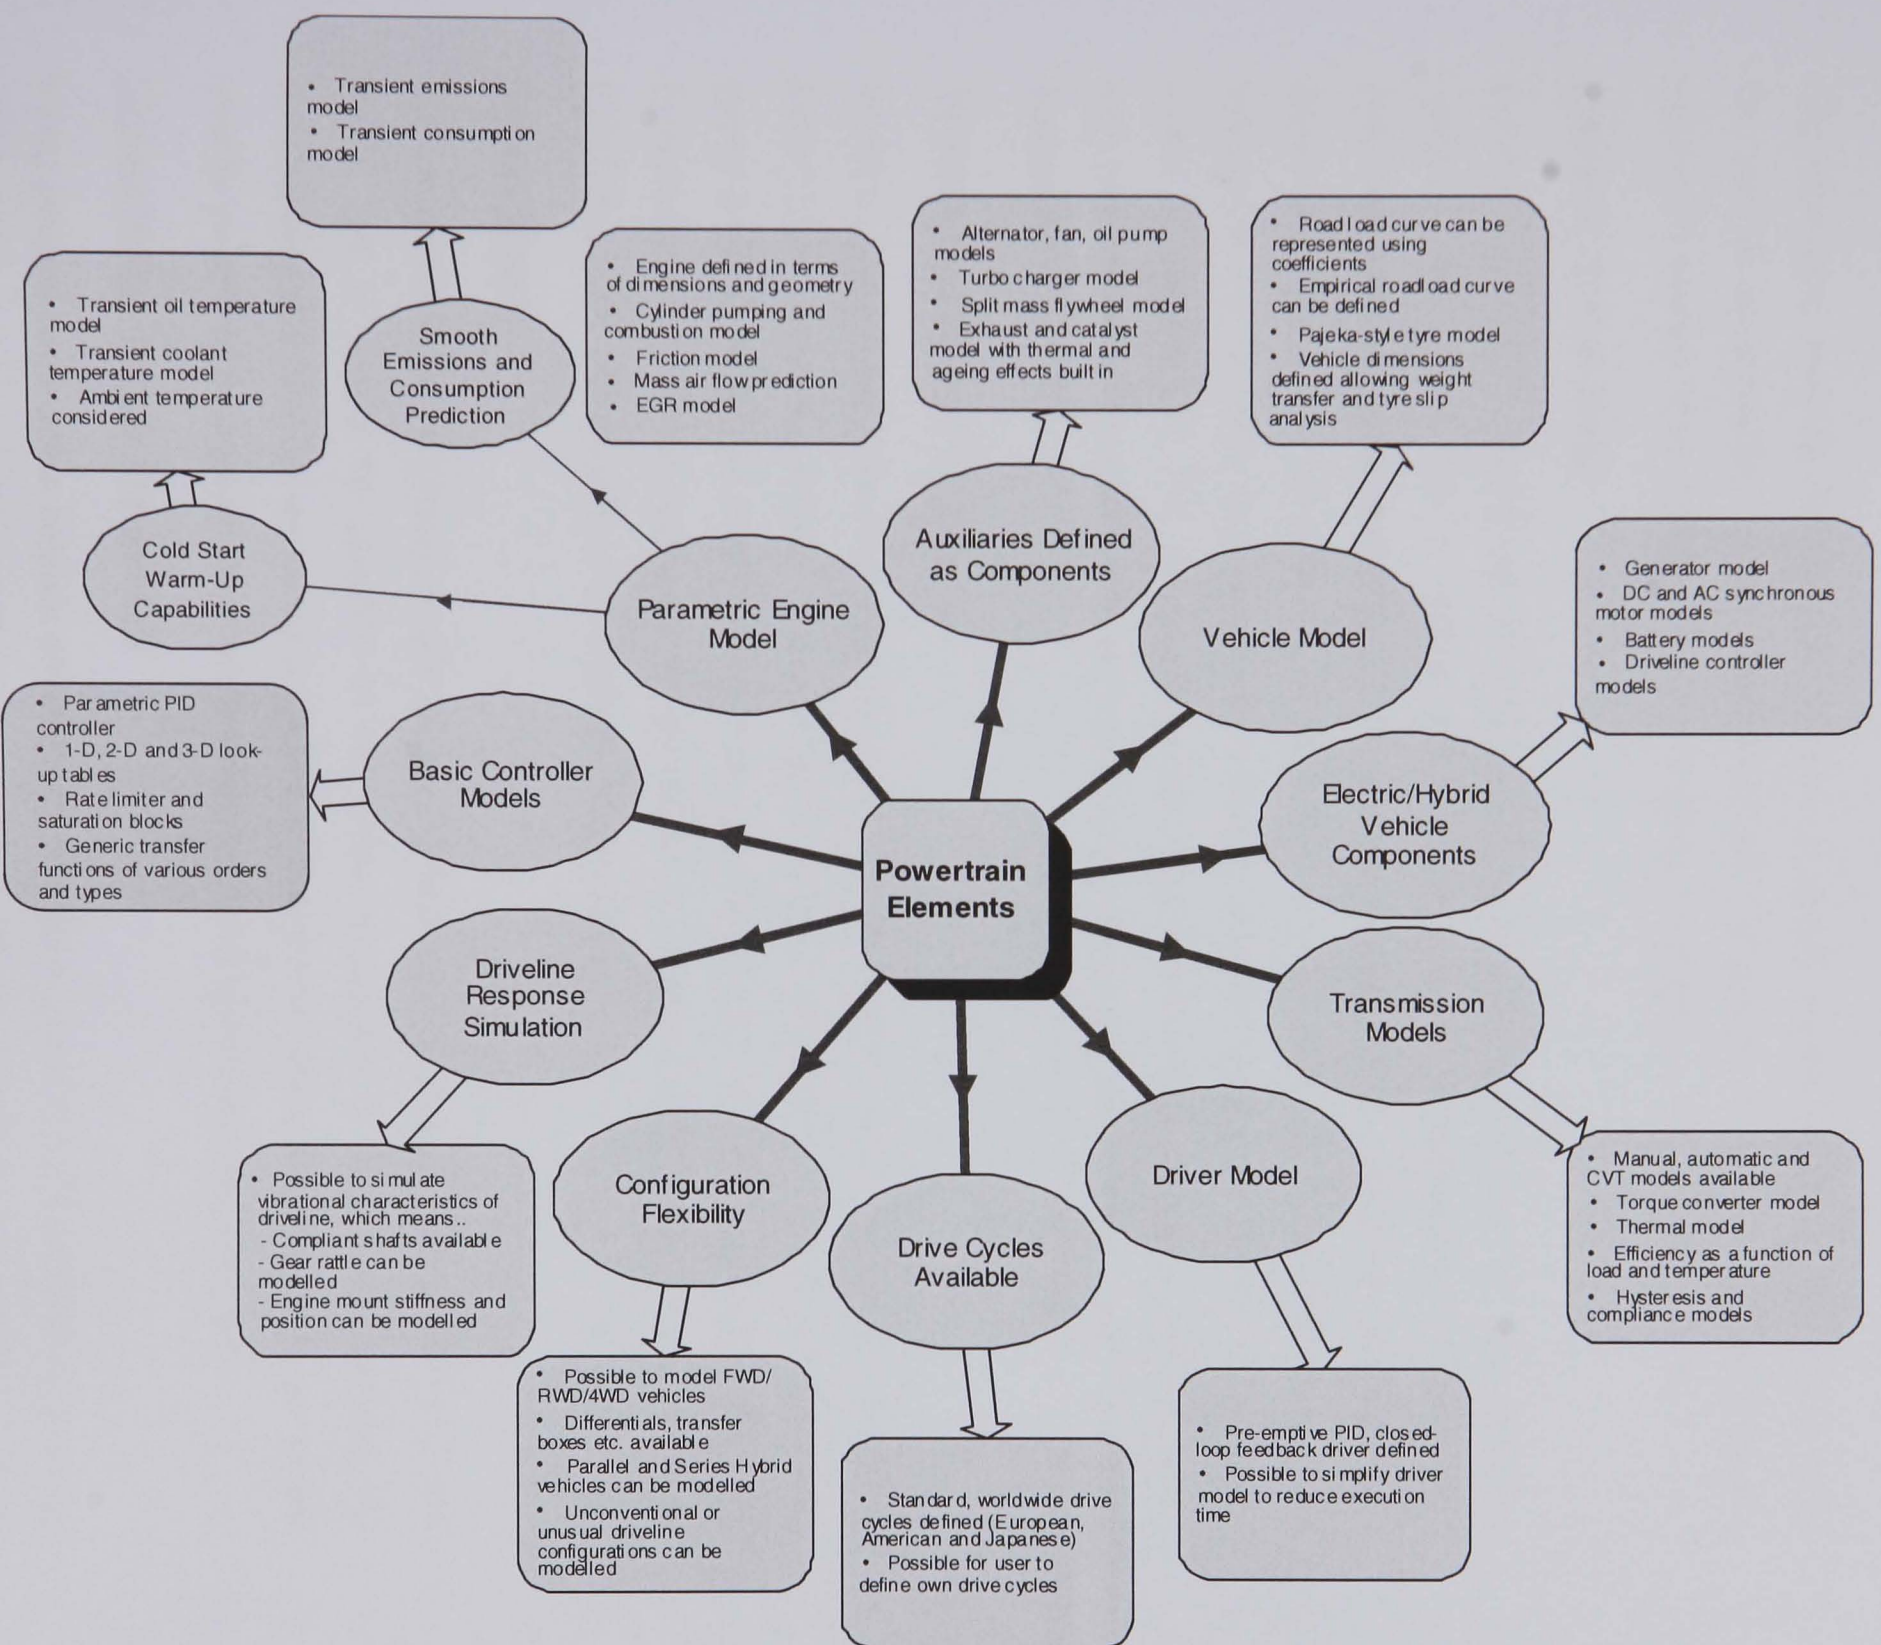 • Transient emissions
model
• Transient consumption
model
• Transient oil temperature
model
• Transient coolant
temperature model
• Ambient temperature
considered
Smooth
Emissions and
Consumption
Prediction
• Engine defined in terms
of dimensions and geometry
• Cylinder pumping and
combustion model
• Friction model
• Mass air flow prediction
• EGR model
• Alternator, fan, oil pump
models
• Turbo charger model
• Split mass flywheel model
• Exhaust and catalyst
model with thermal and
ageing effects built in
• Road load curve can be
represented using
coefficients
• Empirical roadload curve
can be defined
• Pajeka-style tyre model
• Vehicle dimensions
defined allowing weight
transfer and tyre slip
analysis
Cold Start
Warm-Up
Capabilities
Parametric Engine
Model
Auxiliaries Defined
as Components
Vehicle Model
• Generator model
• DC and AC synchronous
motor models
• Battery models
• Driveline controller
models
• Parametric PID
controller
• 1-D, 2-D and 3-D look-
up tables
• Rate limiter and
saturation blocks
• Generic transfer
functions of various orders
and types
Basic Controller
Models
Powertrain
Elements
Electric/Hybrid
Vehicle
Components
Driveline
Response
Simulation
Transmission
Models
• Possible to simulate
vibrational characteristics of
driveline, which means..
- Compliant shafts available
- Gear rattle can be
modelled
- Engine mount stiffness and
position can be modelled
Configuration
Flexibility
Drive Cycles
Available
Driver Model
• Manual, automatic and
CVT models available
• Torque converter model
• Thermal model
• Efficiency as a function of
load and temperature
• Hysteresis and
compliance models
• Possible to model FWD/
RWD/4WD vehicles
• Differentials, transfer
boxes etc. available
• Parallel and Series Hybrid
vehicles can be modelled
• Unconventional or
unusual driveline
configurations can be
modelled
• Standard, worldwide drive
cycles defined (European,
American and Japanese)
• Possible for user to
define own drive cycles
• Pre-emptive PID, closed-
loop feedback driver defined
• Possible to simplify driver
model to reduce execution
time